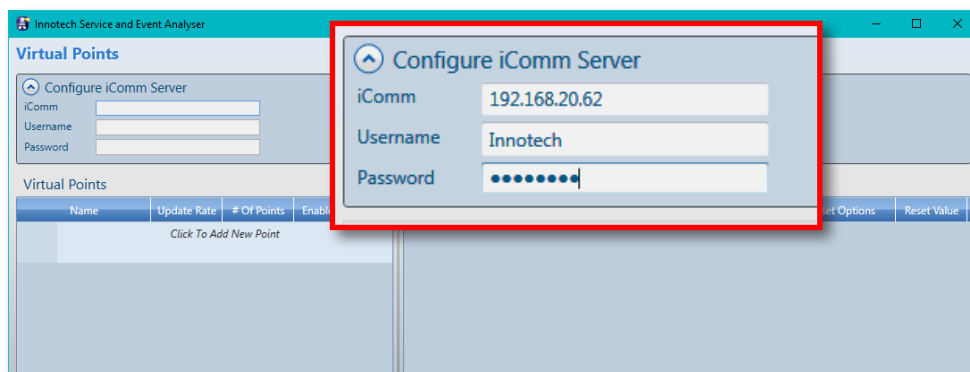 Innotech Service and Event Analyser
Virtual Points
Configure iComm Server
iComm
Username
Password
Configure iComm Server
iComm 192.168.20.62
Username Innotech
Password ••••••••
Virtual Points
Name Update Rate # Of Points Enable
set Options Reset Value
Click To Add New Point